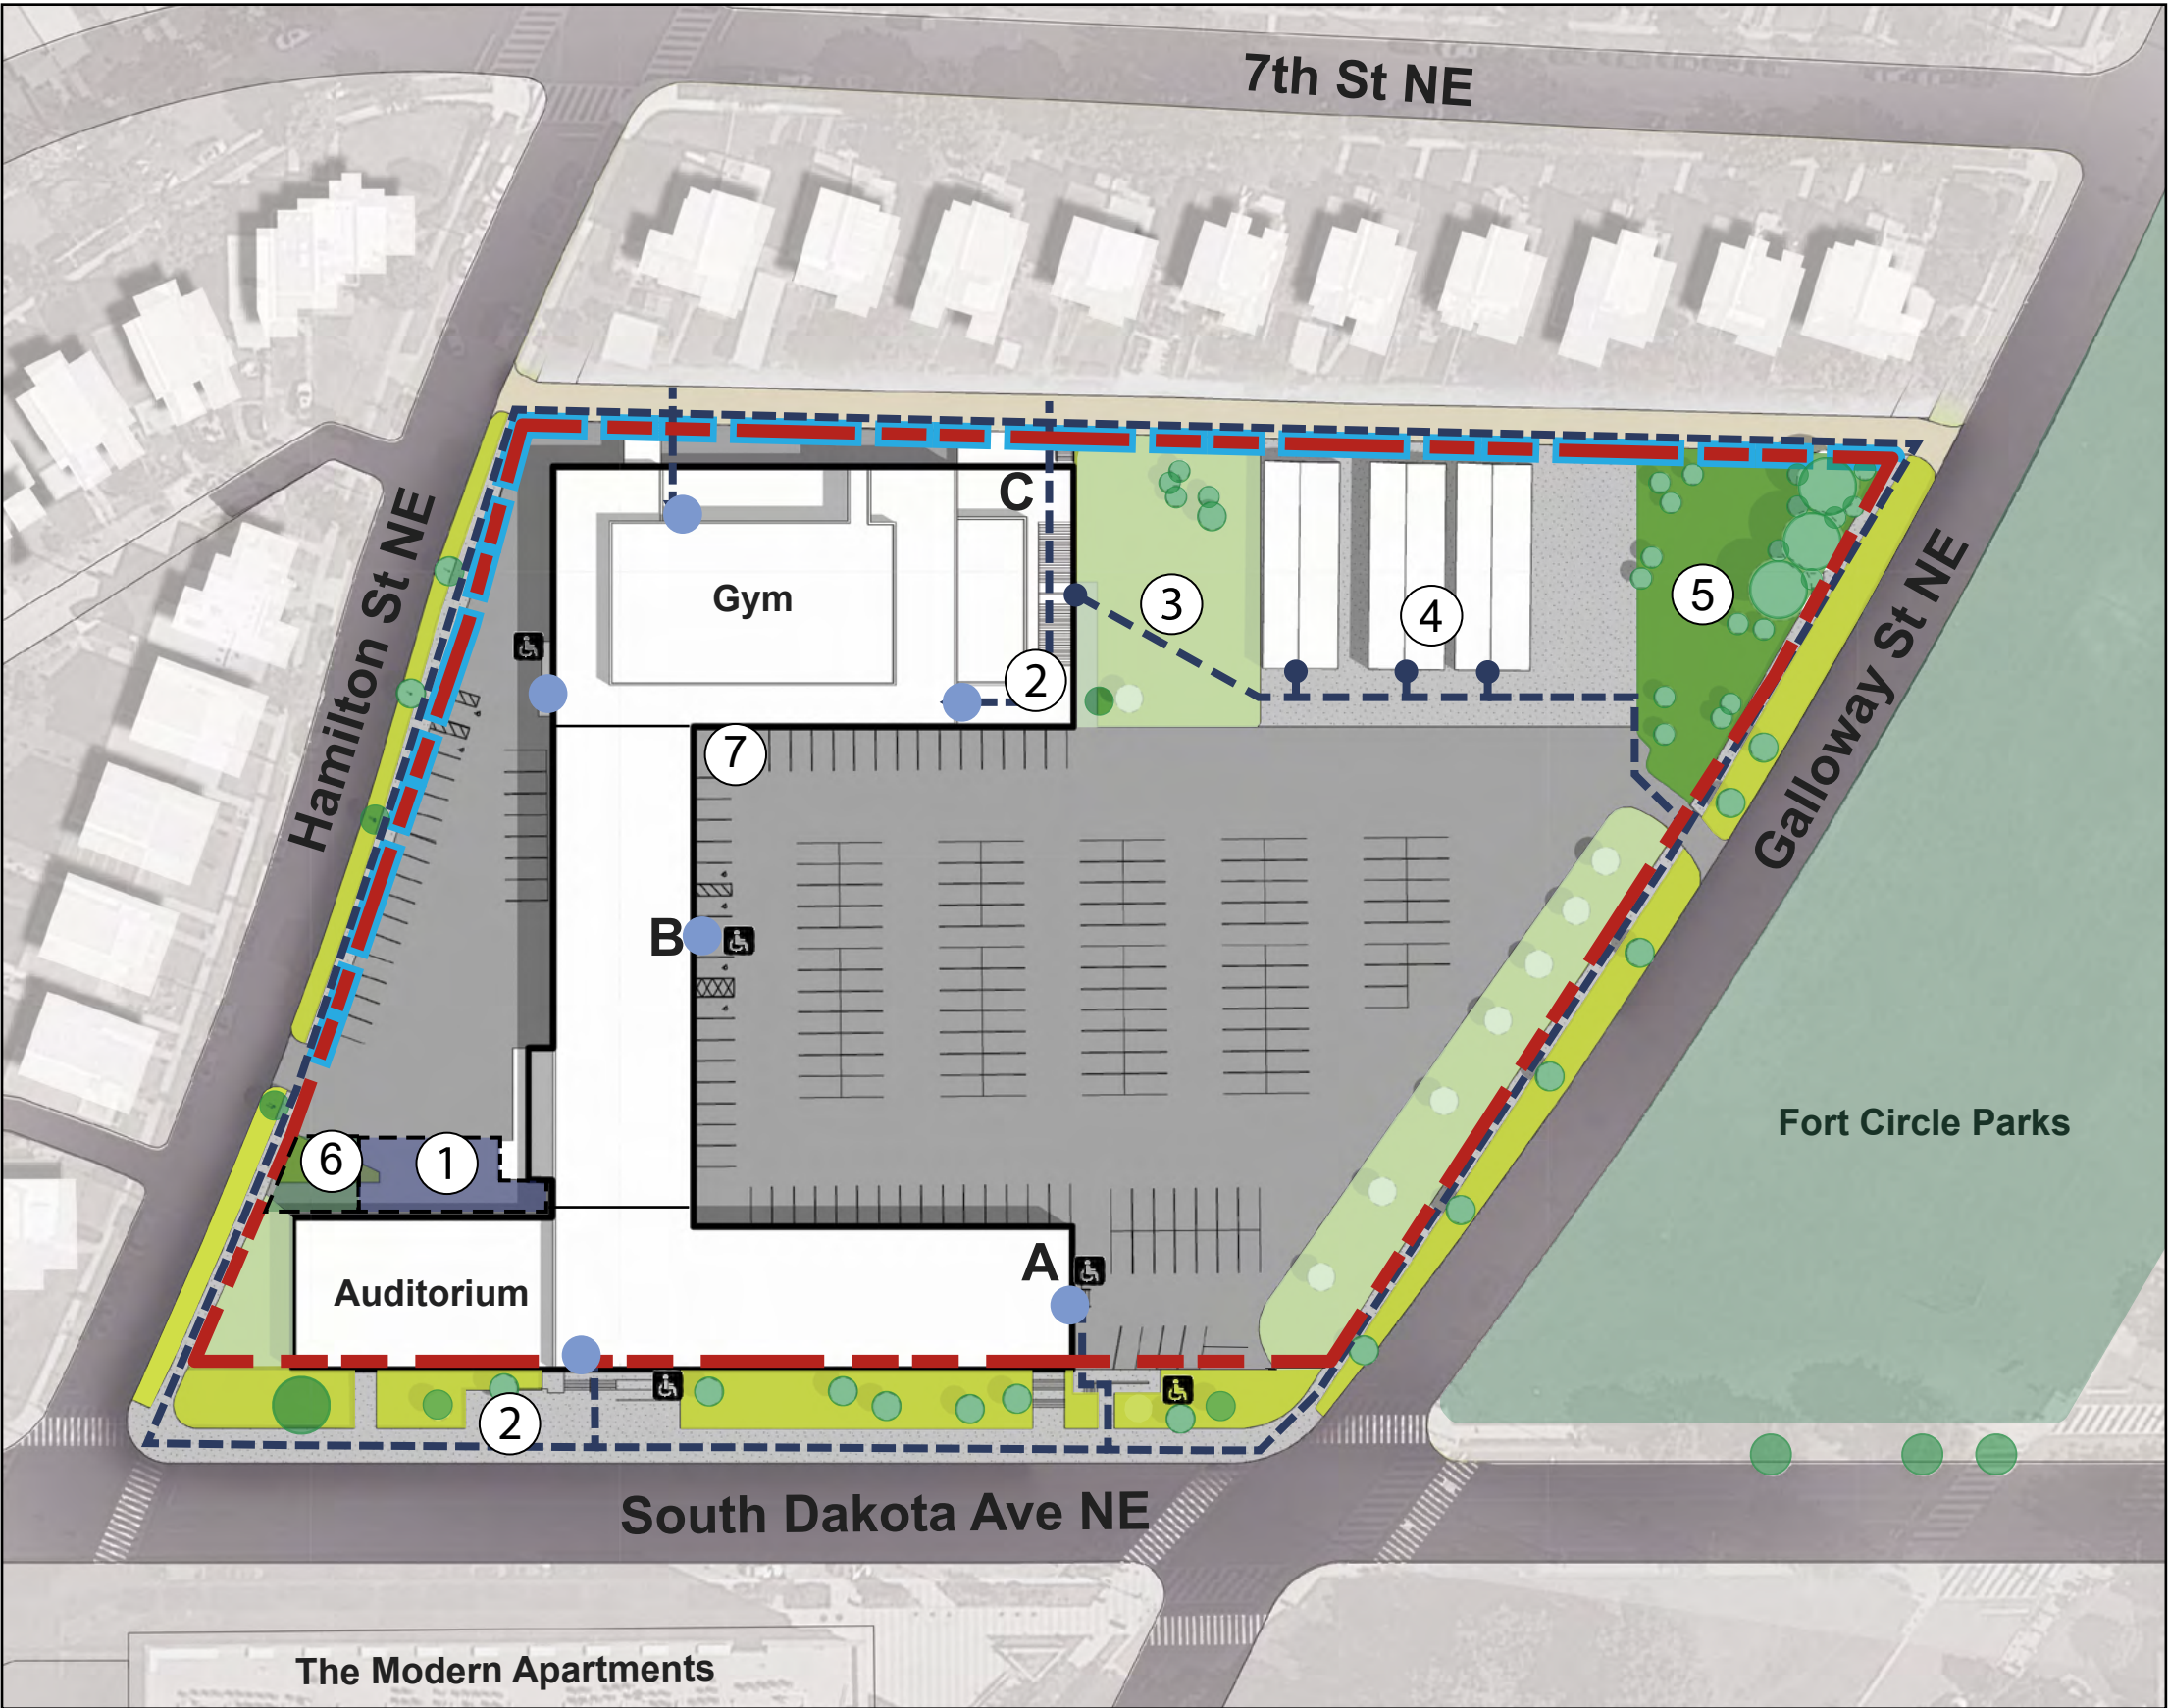 7th St NE
C
Gym
3
5
4
2
Hamilton St NE
Galloway St NE
7
B
Fort Circle Parks
6
1
A
Auditorium
2
South Dakota Ave NE
The Modern Apartments